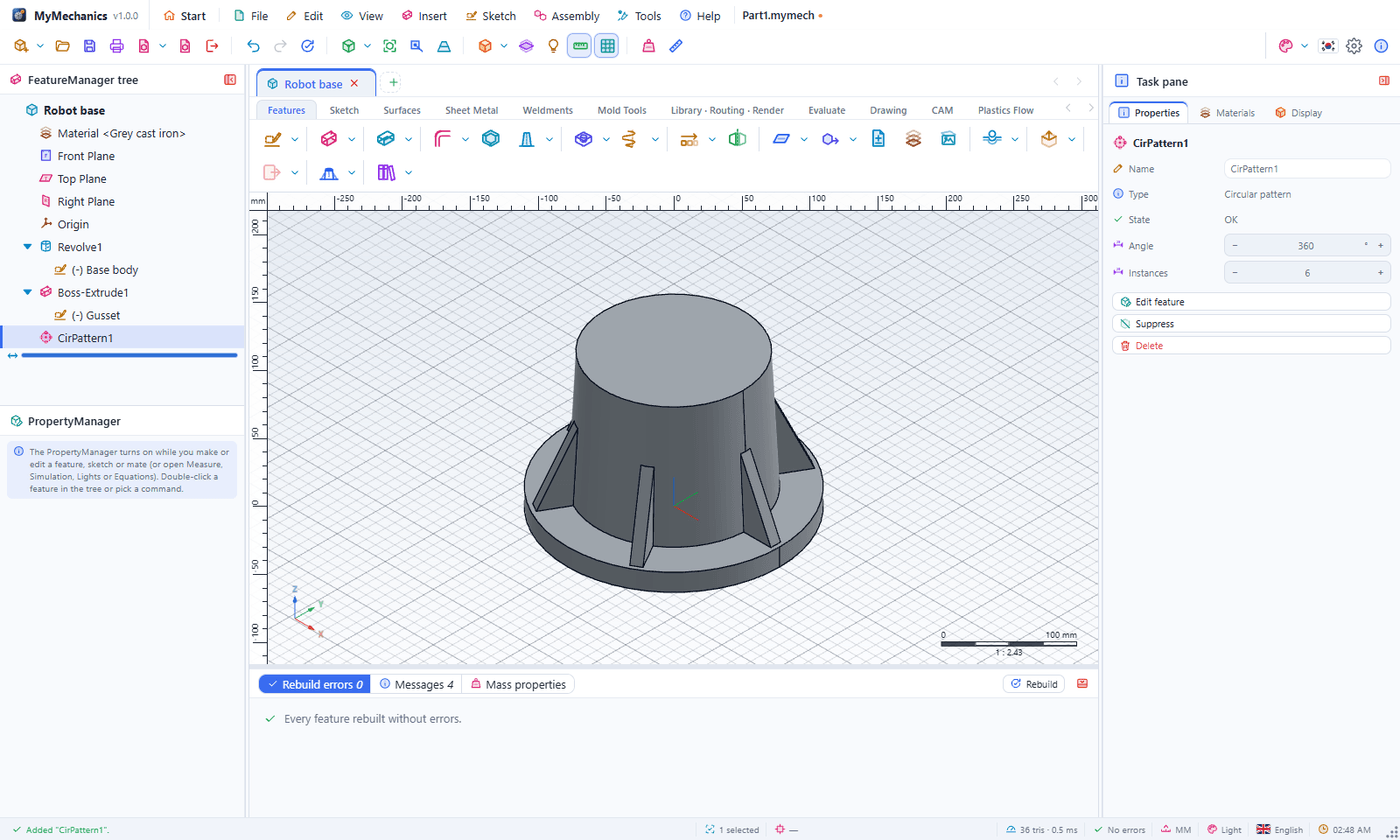 MyMechanics v1.0.0 Start File Edit View Insert Sketch Assembly Tools Help Part1.mymech
FeatureManager tree
Robot base
Material <Grey cast iron>
Front Plane
Top Plane
Right Plane
Origin
Revolve1
(-) Base body
Boss-Extrude1
(-) Gusset
CirPattern1
PropertyManager
The PropertyManager turns on while you make or
edit a feature, sketch or mate (or open Measure,
Simulation, Lights or Equations). Double-click a
feature in the tree or pick a command.
Robot base
Features Sketch Surfaces Sheet Metal Weldments Mold Tools Library · Routing · Render Evaluate Drawing CAM Plastics Flow
mm -250 -200 -150 -100 -50 0 50 100 150 200 250 300
200
150
100
50
0
-50
-100
Z
Y
X
0 100 mm
1 : 2.43
Rebuild errors 0 Messages 4 Mass properties Rebuild
Every feature rebuilt without errors.
Task pane
Properties Materials Display
CirPattern1
Name CirPattern1
Type Circular pattern
State OK
Angle − 360 ° +
Instances − 6 +
Edit feature
Suppress
Delete
Added "CirPattern1". 1 selected — 36 tris · 0.5 ms No errors MM Light English 02:48 AM